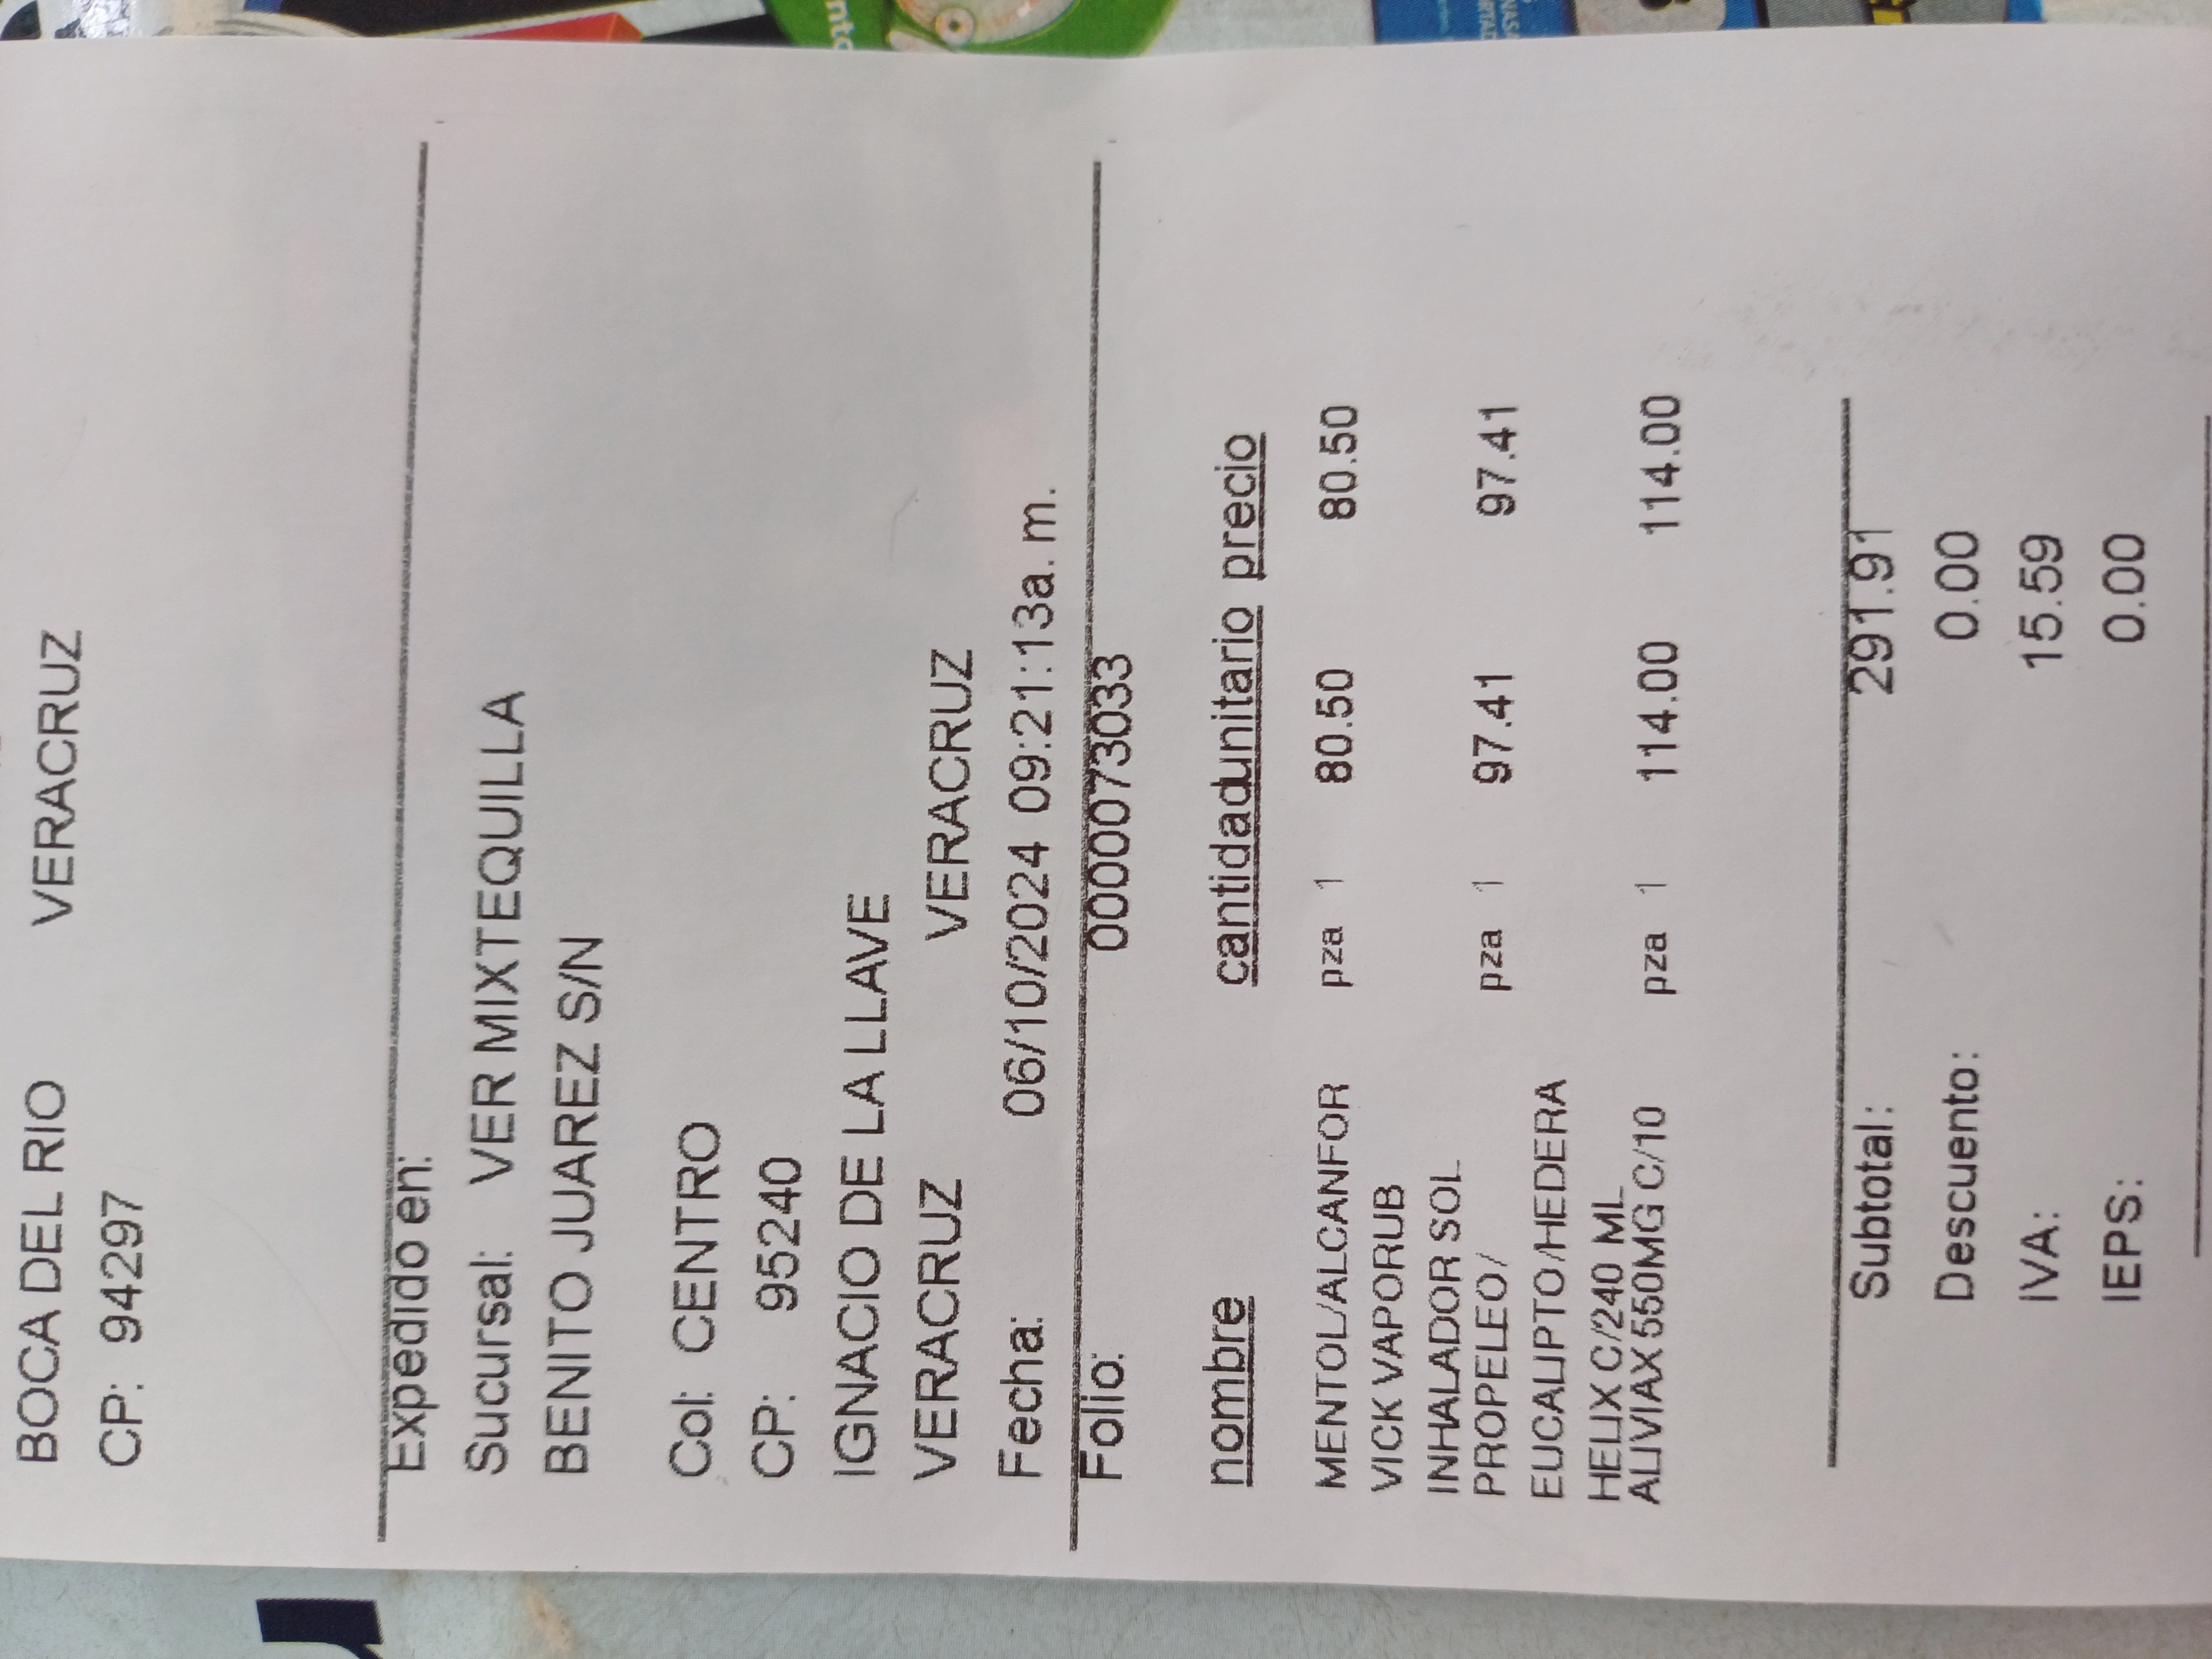 BOCA DEL RIO VERACRUZ
CP: 94297
Expedido en:
Sucursal: VER MIXTEQUILLA
BENITO JUAREZ S/N
Col: CENTRO
CP: 95240
IGNACIO DE LA LLAVE
VERACRUZ VERACRUZ
Fecha: 06/10/2024 09:21:13a. m.
Folio: 0000073033
nombre cantidadunitario precio
MENTOL/ALCANFOR pza 1 80.50 80.50
VICK VAPORUB
INHALADOR SOL
PROPELEO/ pza 1 97.41 97.41
EUCALIPTO/HEDERA
HELIX C/240 ML
ALIVIAX 550MG C/10 pza 1 114.00 114.00
Subtotal: 291.91
Descuento: 0.00
IVA: 15.59
IEPS: 0.00